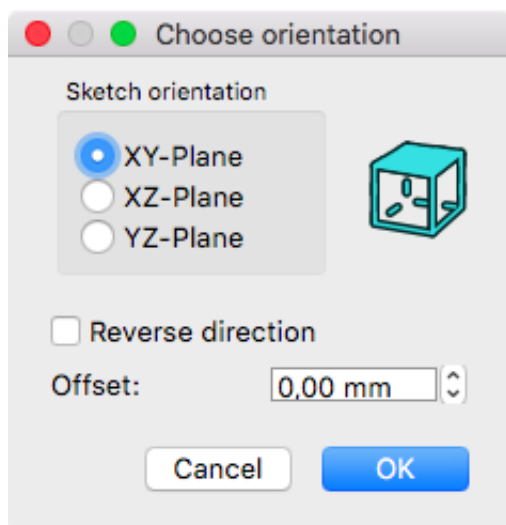 Choose orientation
Sketch orientation
XY-Plane
XZ-Plane
YZ-Plane
Reverse direction
Offset: 0,00 mm
Cancel OK